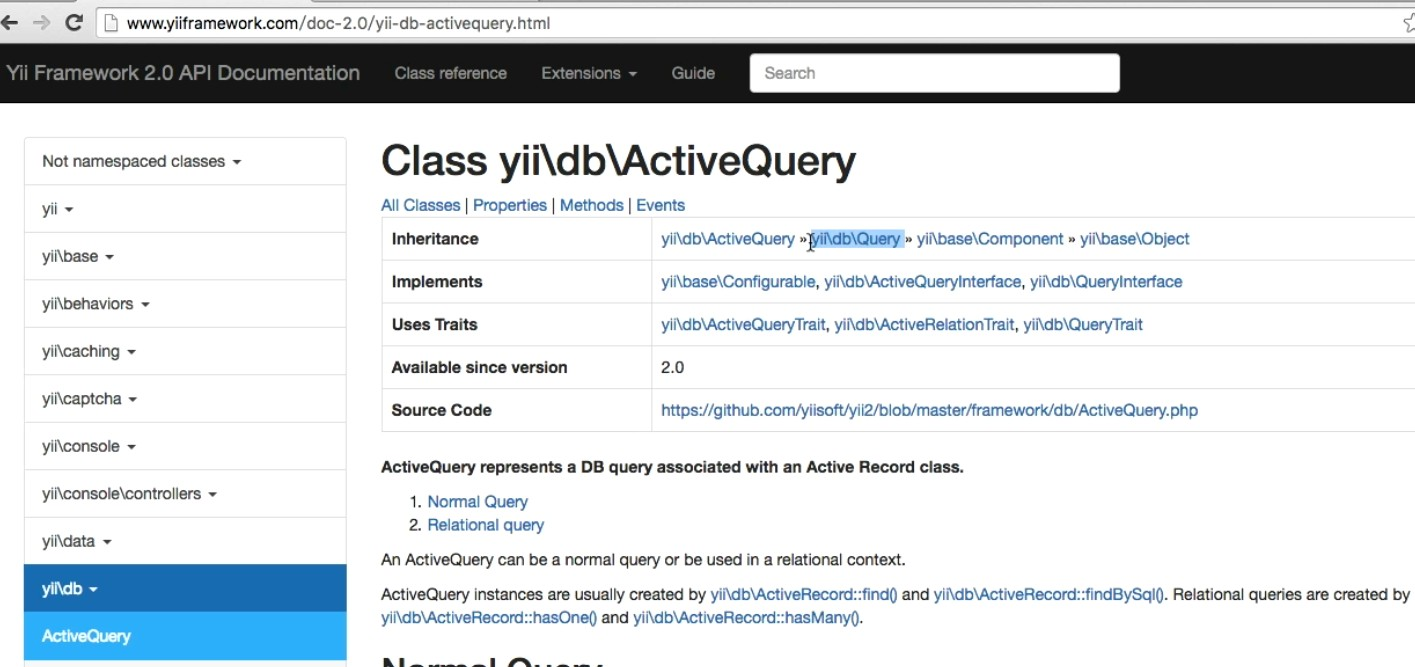 www.yiiframework.com/doc-2.0/yii-db-activequery.html
Yii Framework 2.0 API Documentation Class reference Extensions Guide Search
Not namespaced classes
yii
yii\base
yii\behaviors
yii\caching
yii\captcha
yii\console
yii\console\controllers
yii\data
yii\db
ActiveQuery
Class yii\db\ActiveQuery
All Classes | Properties | Methods | Events
Inheritance yii\db\ActiveQuery » yii\db\Query » yii\base\Component » yii\base\Object
Implements yii\base\Configurable, yii\db\ActiveQueryInterface, yii\db\QueryInterface
Uses Traits yii\db\ActiveQueryTrait, yii\db\ActiveRelationTrait, yii\db\QueryTrait
Available since version 2.0
Source Code https://github.com/yiisoft/yii2/blob/master/framework/db/ActiveQuery.php
ActiveQuery represents a DB query associated with an Active Record class.
1. Normal Query
2. Relational query
An ActiveQuery can be a normal query or be used in a relational context.
ActiveQuery instances are usually created by yii\db\ActiveRecord::find() and yii\db\ActiveRecord::findBySql(). Relational queries are created by
yii\db\ActiveRecord::hasOne() and yii\db\ActiveRecord::hasMany().
Normal Query